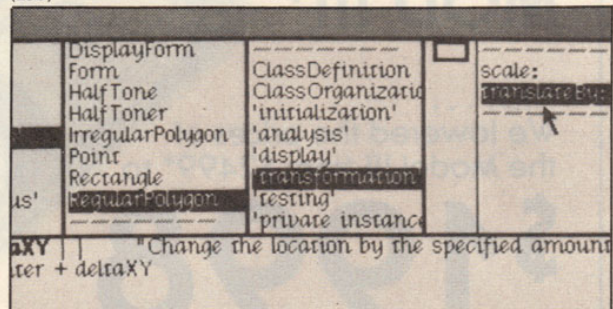 DisplayForm
Form
HalfTone
HalfToner
IrregularPolygon
Point
Rectangle
RegularPolygon
us'
ClassDefinition
ClassOrganizatio
'initialization'
'analysis'
'display'
'transformation'
'testing'
'private instance
scale:
translateBy:
aXY | | "Change the location by the specified amount
ter + deltaXY